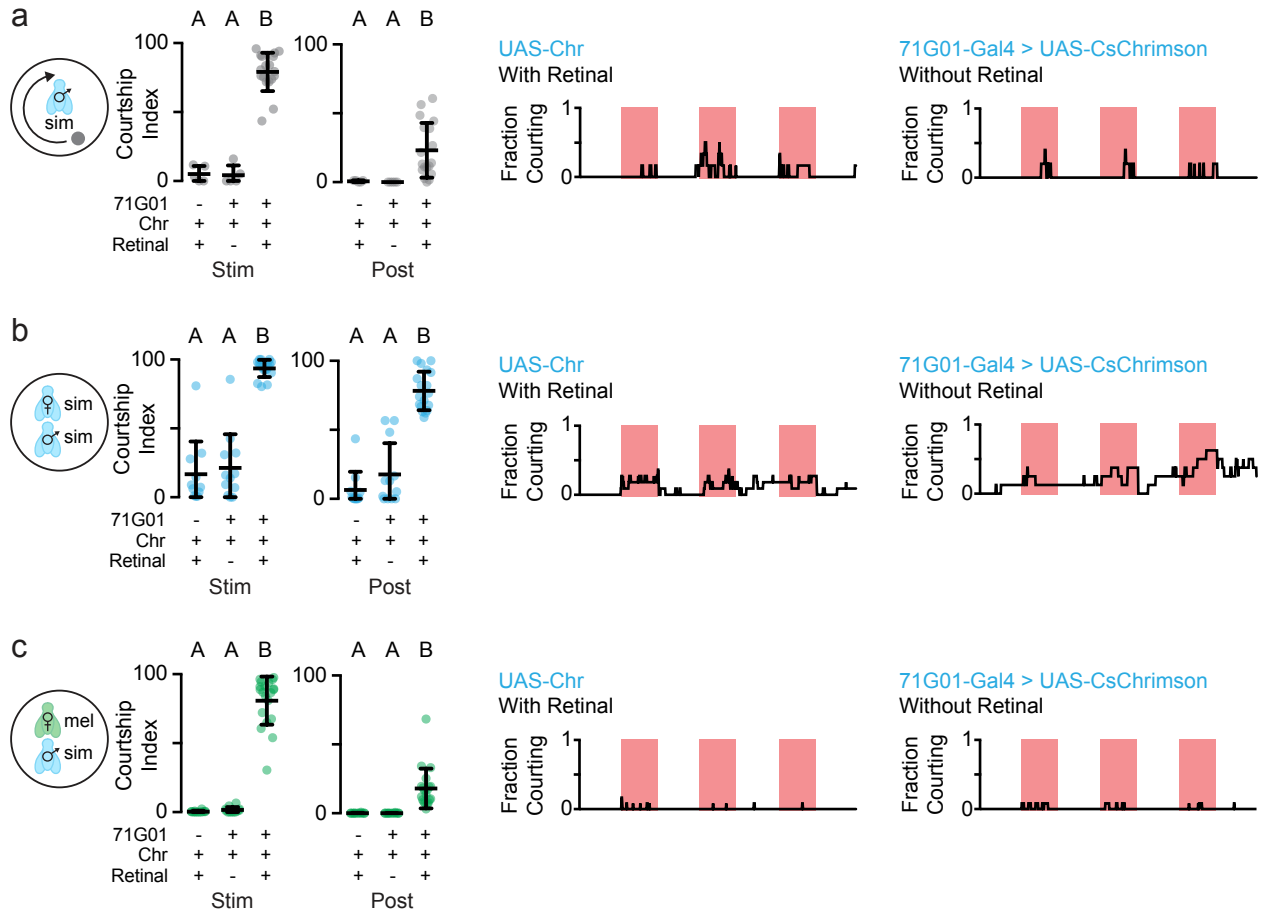 a
A A B A A B
100 100
Courtship
Index
0 0
sim
71G01 - + + - + +
Chr + + + + + +
Retinal + - + + - +
Stim Post
UAS-Chr
With Retinal
Fraction
Courting
1
0
71G01-Gal4 > UAS-CsChrimson
Without Retinal
Fraction
Courting
1
0
b
A A B A A B
100 100
Courtship
Index
0 0
sim
sim
71G01 - + + - + +
Chr + + + + + +
Retinal + - + + - +
Stim Post
UAS-Chr
With Retinal
Fraction
Courting
1
0
71G01-Gal4 > UAS-CsChrimson
Without Retinal
Fraction
Courting
1
0
c
A A B A A B
100 100
Courtship
Index
0 0
mel
sim
71G01 - + + - + +
Chr + + + + + +
Retinal + - + + - +
Stim Post
UAS-Chr
With Retinal
Fraction
Courting
1
0
71G01-Gal4 > UAS-CsChrimson
Without Retinal
Fraction
Courting
1
0